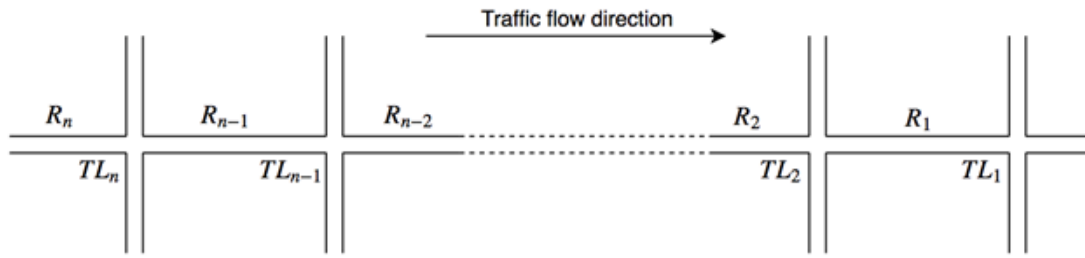 Traffic flow direction
R_n R_{n-1} R_{n-2} R_2 R_1
TL_n TL_{n-1} TL_2 TL_1